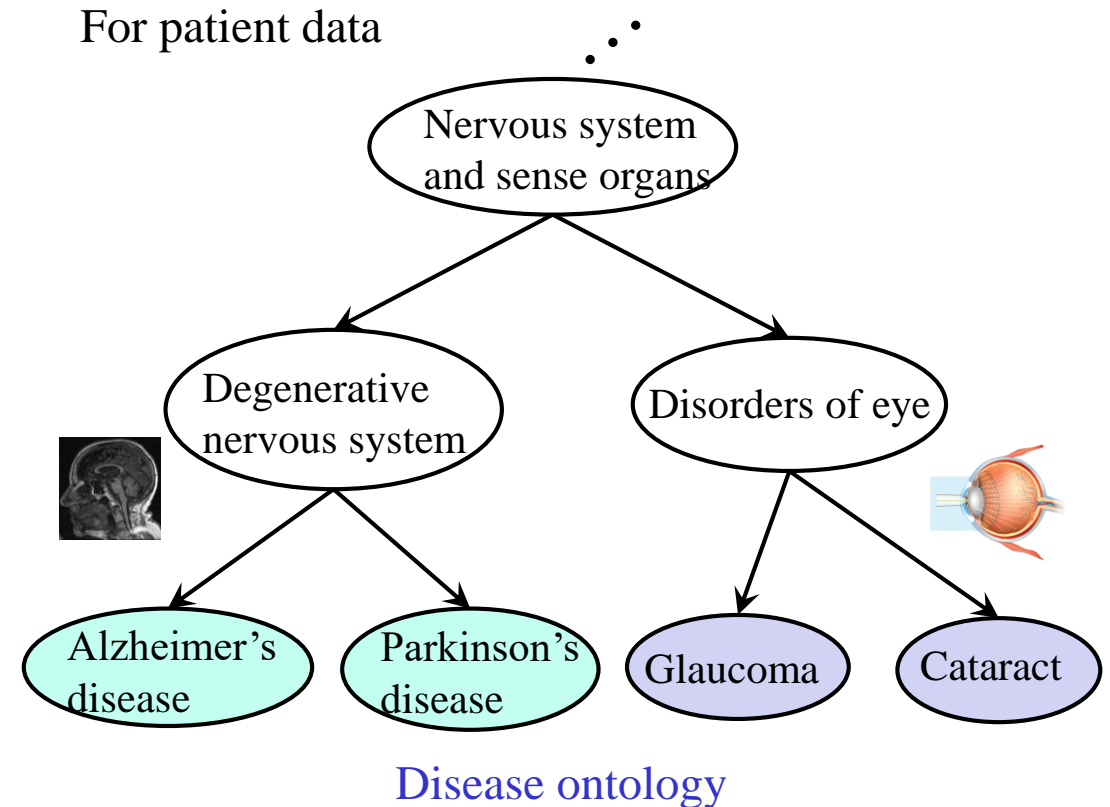 For patient data
Nervous system
and sense organs
Degenerative
nervous system
Disorders of eye
Alzheimer’s
disease
Parkinson’s
disease
Glaucoma
Cataract
Disease ontology